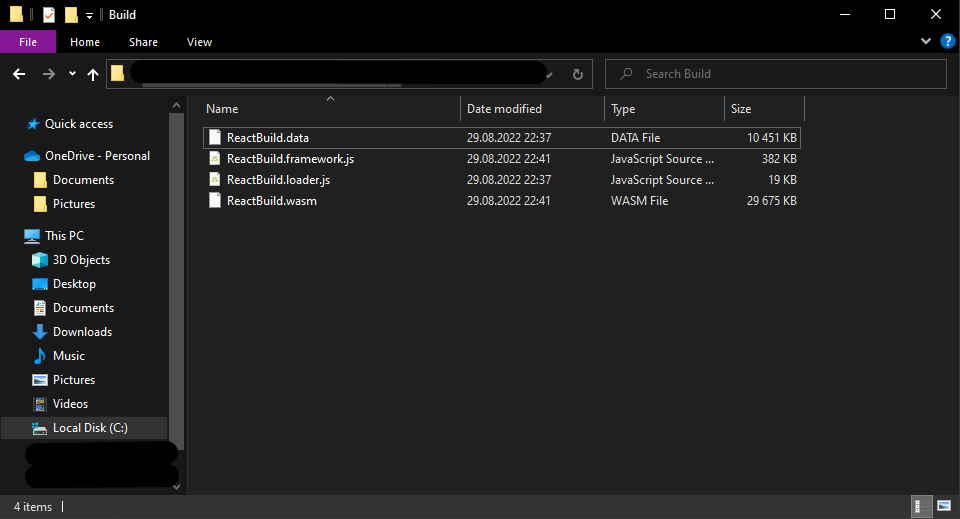 Build
File Home Share View
Search Build
Name Date modified Type Size
Quick access
OneDrive - Personal
Documents
Pictures
This PC
3D Objects
Desktop
Documents
Downloads
Music
Pictures
Videos
Local Disk (C:)
ReactBuild.data 29.08.2022 22:37 DATA File 10 451 KB
ReactBuild.framework.js 29.08.2022 22:41 JavaScript Source ... 382 KB
JS
ReactBuild.loader.js 29.08.2022 22:37 JavaScript Source ... 19 KB
JS
ReactBuild.wasm 29.08.2022 22:41 WASM File 29 675 KB
4 items